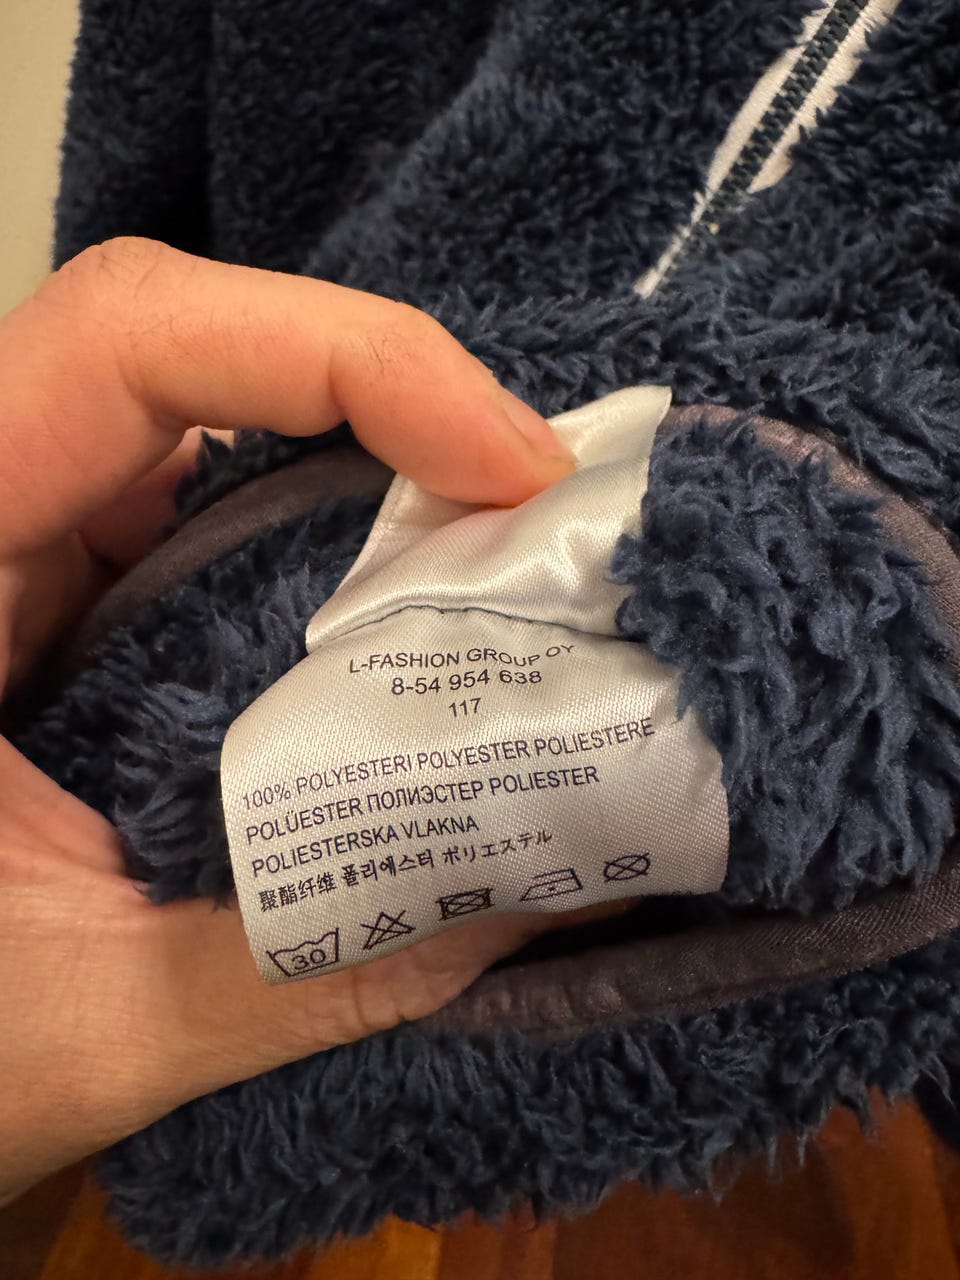 L-FASHION GROUP OY
8-54 954 638
117
100% POLYESTERI POLYESTER POLIESTERE
POLÜESTER ПОЛИЭСТЕР POLIESTER
POLIESTERSKA VLAKNA
聚酯纤维 폴리에스터 ポリエステル
30